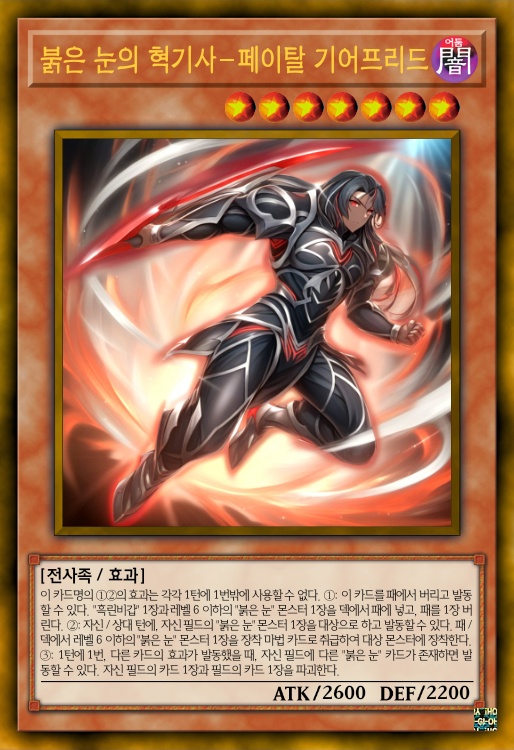 붉은 눈의 혁기사-페이탈 기어프리드
어둠
闇
[전사족 / 효과]
이 카드명의 ①②의 효과는 각각 1턴에 1번밖에 사용할 수 없다. ①: 이 카드를 패에서 버리고 발동
할 수 있다. "흑린비갑" 1장과 레벨 6 이하의 "붉은 눈" 몬스터 1장을 덱에서 패에 넣고, 패를 1장 버
린다. ②: 자신 / 상대 턴에, 자신 필드의 "붉은 눈" 몬스터 1장을 대상으로 하고 발동할 수 있다. 패 /
덱에서 레벨 6 이하의 "붉은 눈" 몬스터 1장을 장착 마법 카드로 취급하여 대상 몬스터에 장착한다.
③: 1턴에 1번, 다른 카드의 효과가 발동했을 때, 자신 필드에 다른 "붉은 눈" 카드가 존재하면 발
동할 수 있다. 자신 필드의 카드 1장과 필드의 카드 1장을 파괴한다.
ATK/2600 DEF/2200